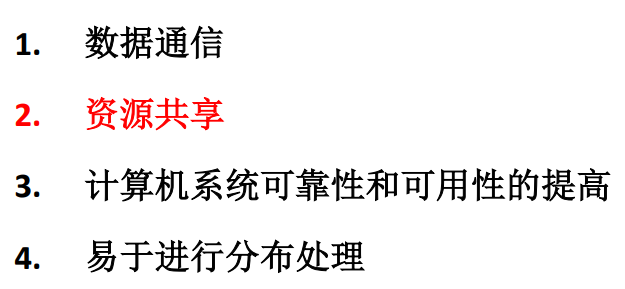 1. 数据通信
2. 资源共享
3. 计算机系统可靠性和可用性的提高
4. 易于进行分布处理